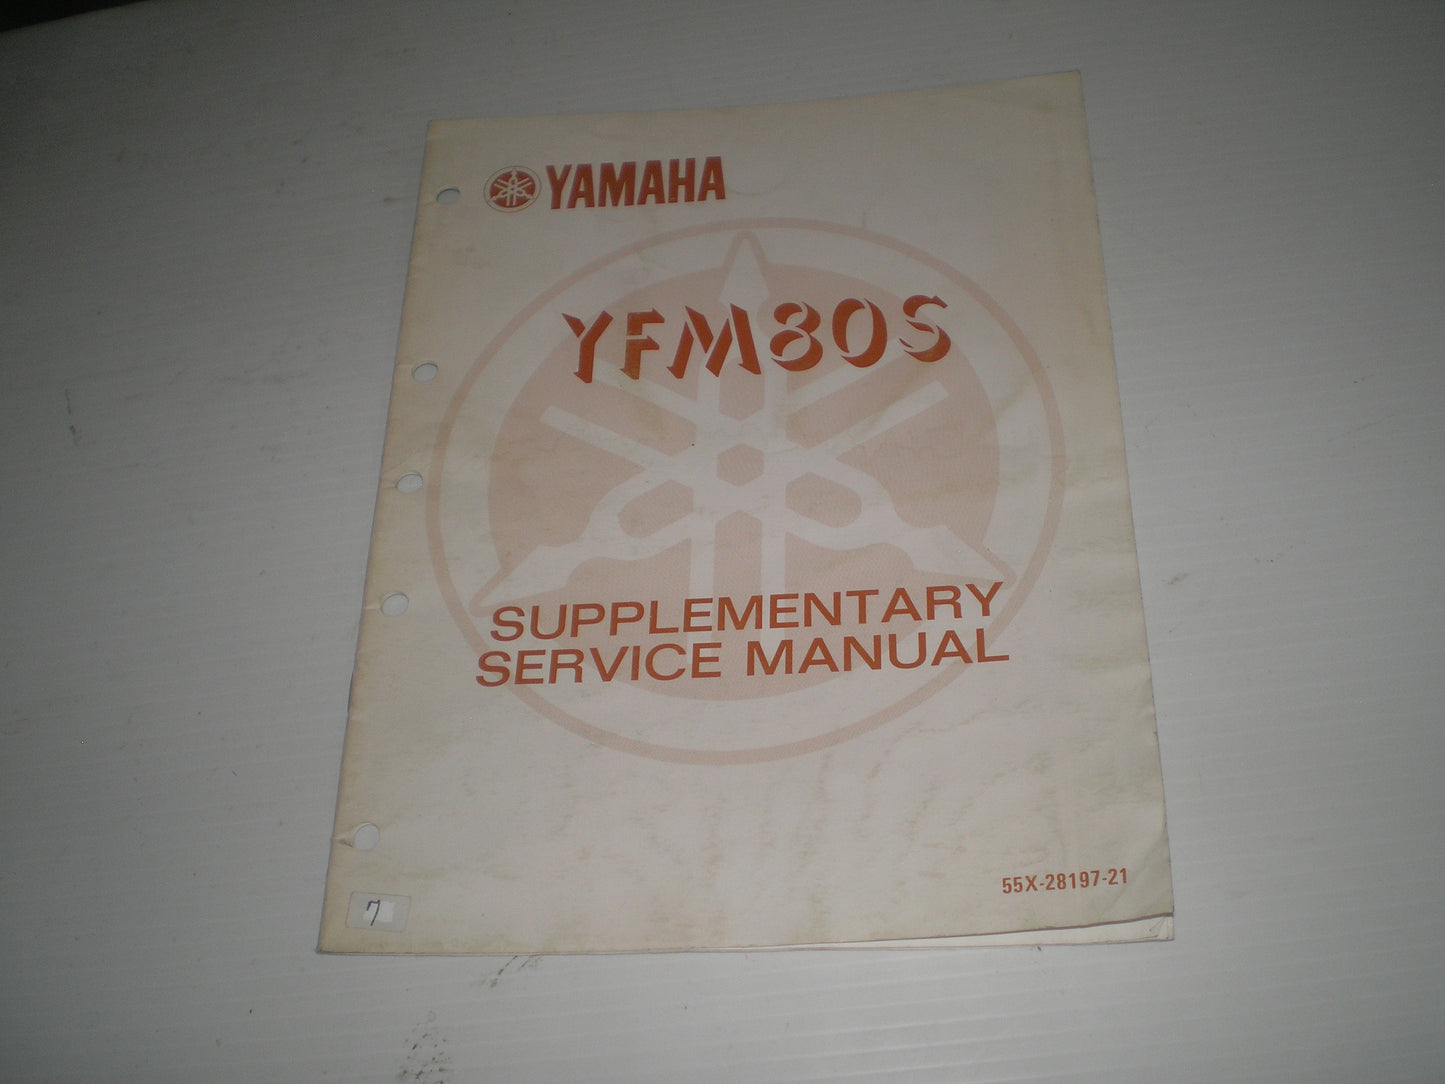 YAMAHA
YFM80S
SUPPLEMENTARY
SERVICE MANUAL
55X-28197-21
7